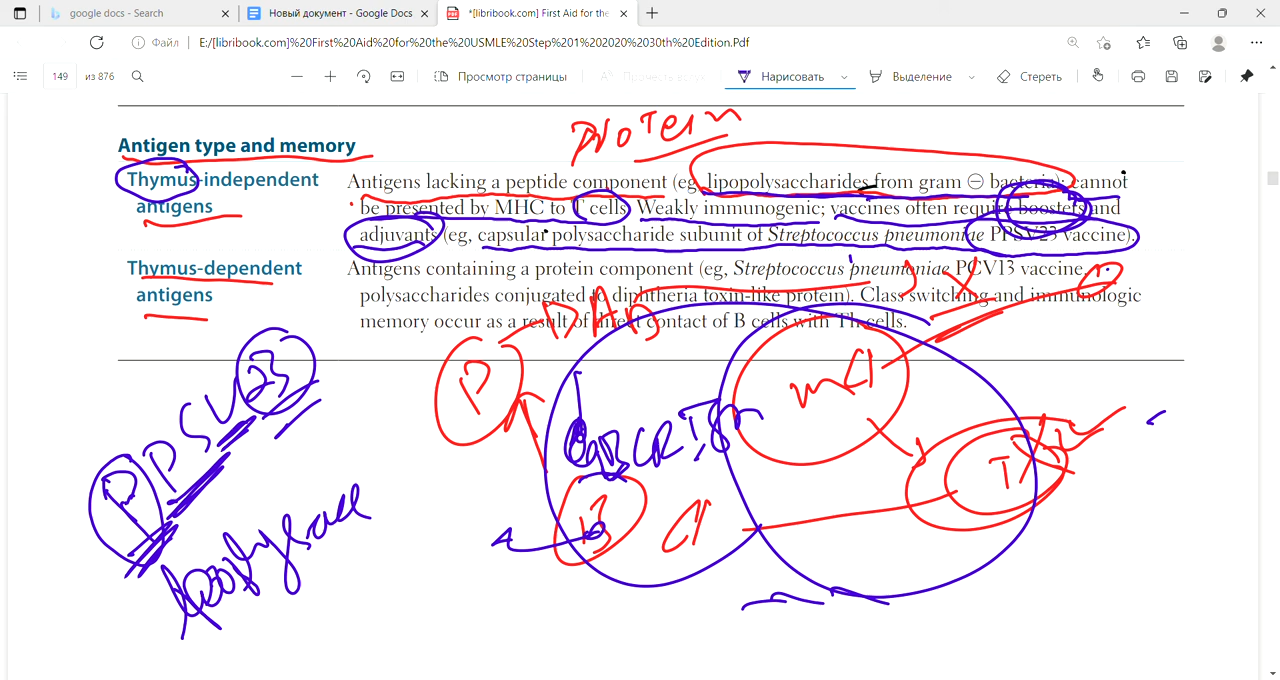 google docs - Search
Новый документ - Google Docs
*[libribook.com] First Aid for the
Файл
E:/[libribook.com]%20First%20Aid%20for%20the%20USMLE%20Step%201%202020%2030th%20Edition.Pdf
149 из 876
Просмотр страницы
Прочесть вслух
Нарисовать
Выделение
Стереть
Protein
Antigen type and memory
Thymus-independent antigens
Antigens lacking a peptide component (eg, lipopolysaccharides from gram ⊖ bacteria); cannot
be presented by MHC to T cells. Weakly immunogenic; vaccines often require boosters and
adjuvants (eg, capsular polysaccharide subunit of Streptococcus pneumoniae PPSV23 vaccine).
Thymus-dependent antigens
Antigens containing a protein component (eg, Streptococcus pneumoniae PCV13 vaccine,
polysaccharides conjugated to diphtheria toxin-like protein). Class switching and immunologic
memory occur as a result of direct contact of B cells with Th cells.
PPSV23
P
B
T